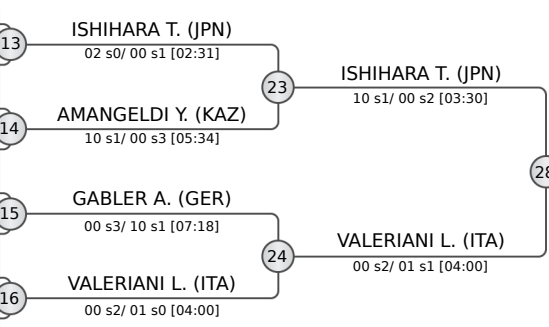 13
ISHIHARA T. (JPN)
02 s0/ 00 s1 [02:31]
23
ISHIHARA T. (JPN)
10 s1/ 00 s2 [03:30]
14
AMANGELDI Y. (KAZ)
10 s1/ 00 s3 [05:34]
28
15
GABLER A. (GER)
00 s3/ 10 s1 [07:18]
24
VALERIANI L. (ITA)
00 s2/ 01 s1 [04:00]
16
VALERIANI L. (ITA)
00 s2/ 01 s0 [04:00]